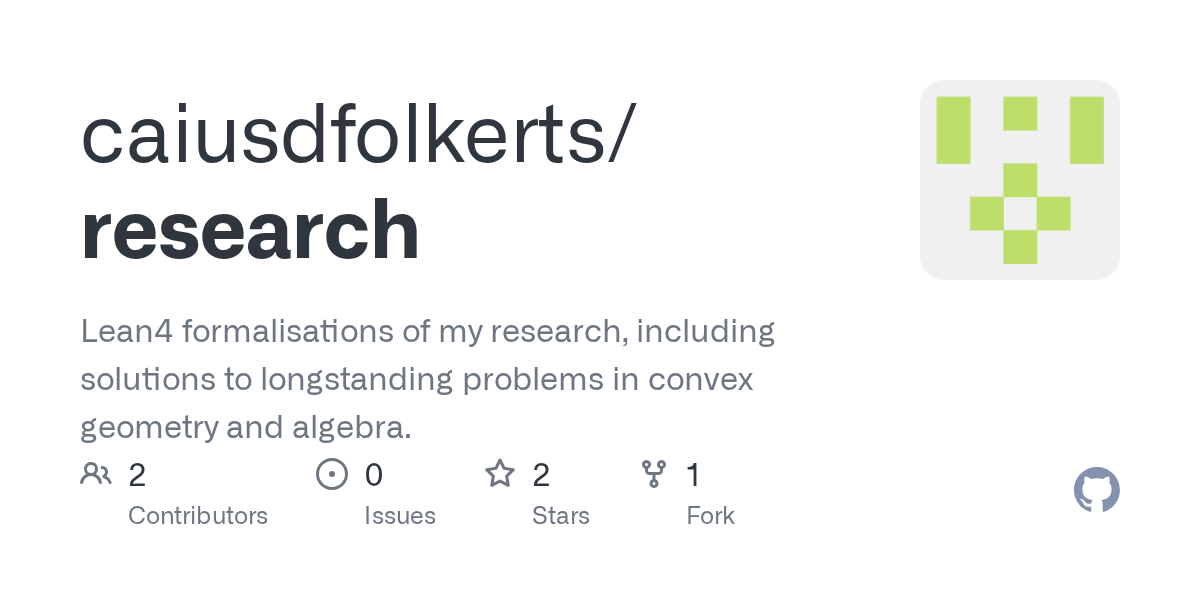 caiusdfolkerts/
research
Lean4 formalisations of my research, including
solutions to longstanding problems in convex
geometry and algebra.
2
Contributors
0
Issues
2
Stars
1
Fork